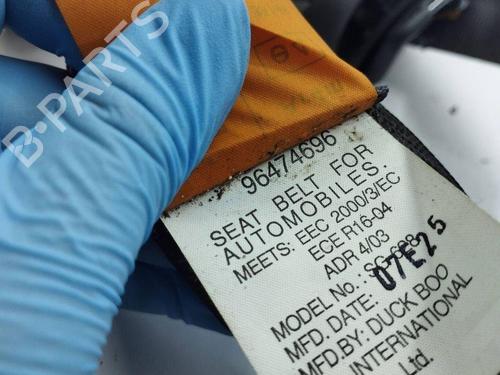 B-PARTS
96474696
SEAT BELT FOR
AUTOMOBILES.
MEETS: EEC 2000/3/EC
ECE R16-04
ADR 4/03
MODEL No.:
MFD. DATE: 07E25
MFD.BY: DUCK BOO
INTERNATIONAL
Ltd.